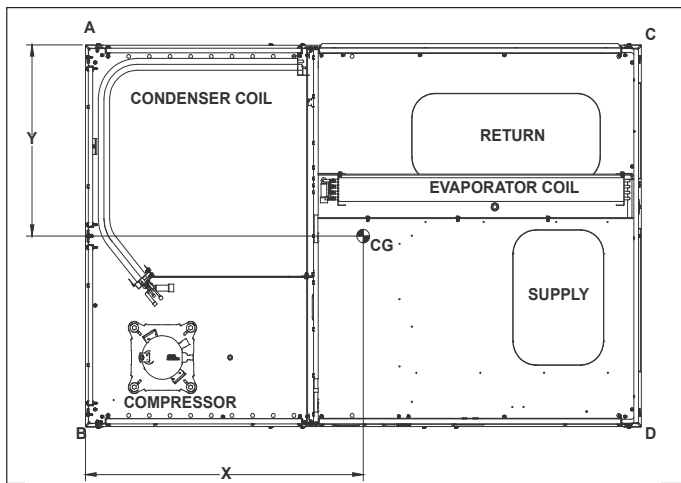 A
C
CONDENSER COIL
RETURN
Y
EVAPORATOR COIL
CG
SUPPLY
COMPRESSOR
B
D
X